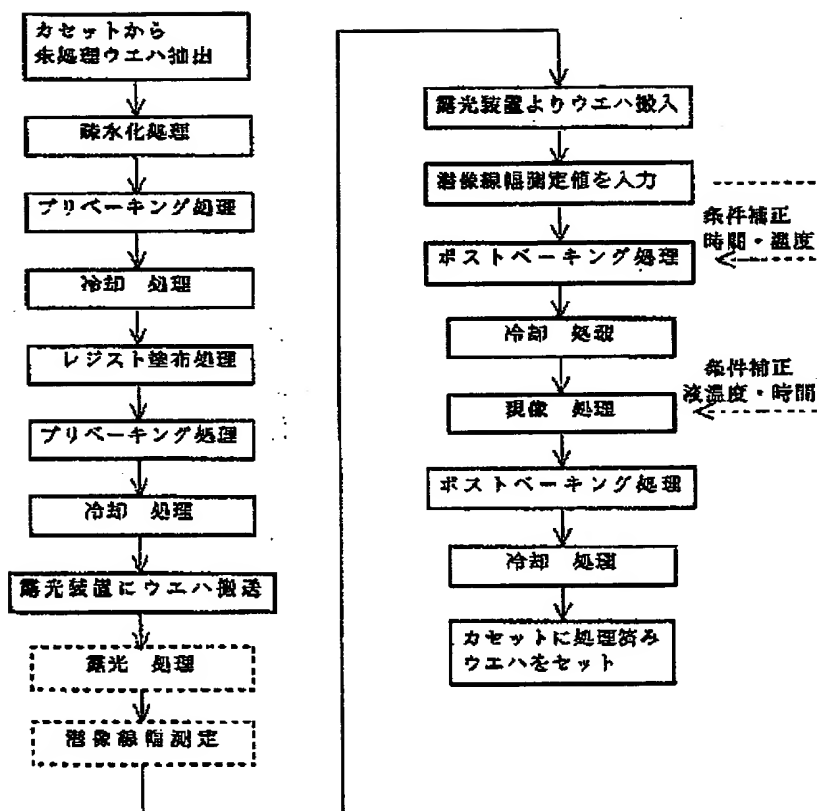 カセットから
未処理ウエハ抽出
疎水化処理
プリベーキング処理
冷却 処理
レジスト塗布処理
プリベーキング処理
冷却 処理
露光装置にウエハ搬送
露光 処理
潜像線幅測定
露光装置よりウエハ搬入
潜像線幅測定値を入力
条件補正
時間・温度
ポストベーキング処理
冷却 処理
条件補正
液温度・時間
現像 処理
ポストベーキング処理
冷却 処理
カセットに処理済み
ウエハをセット